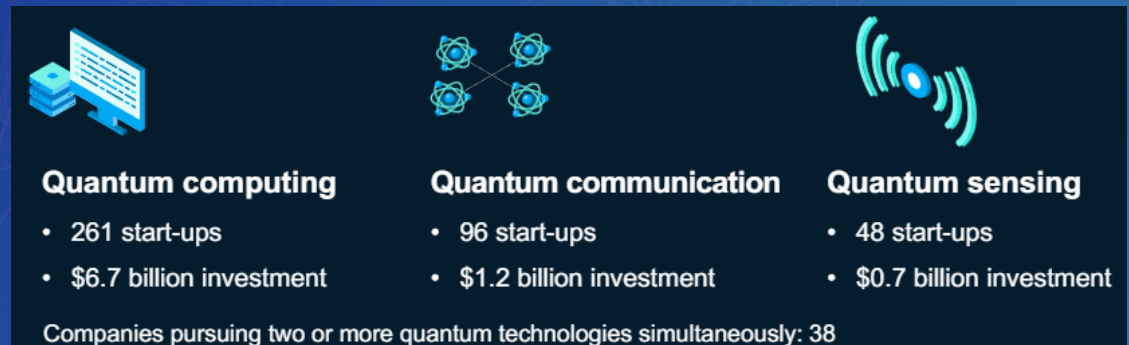 Quantum computing
• 261 start-ups
• $6.7 billion investment
Quantum communication
• 96 start-ups
• $1.2 billion investment
Quantum sensing
• 48 start-ups
• $0.7 billion investment
Companies pursuing two or more quantum technologies simultaneously: 38